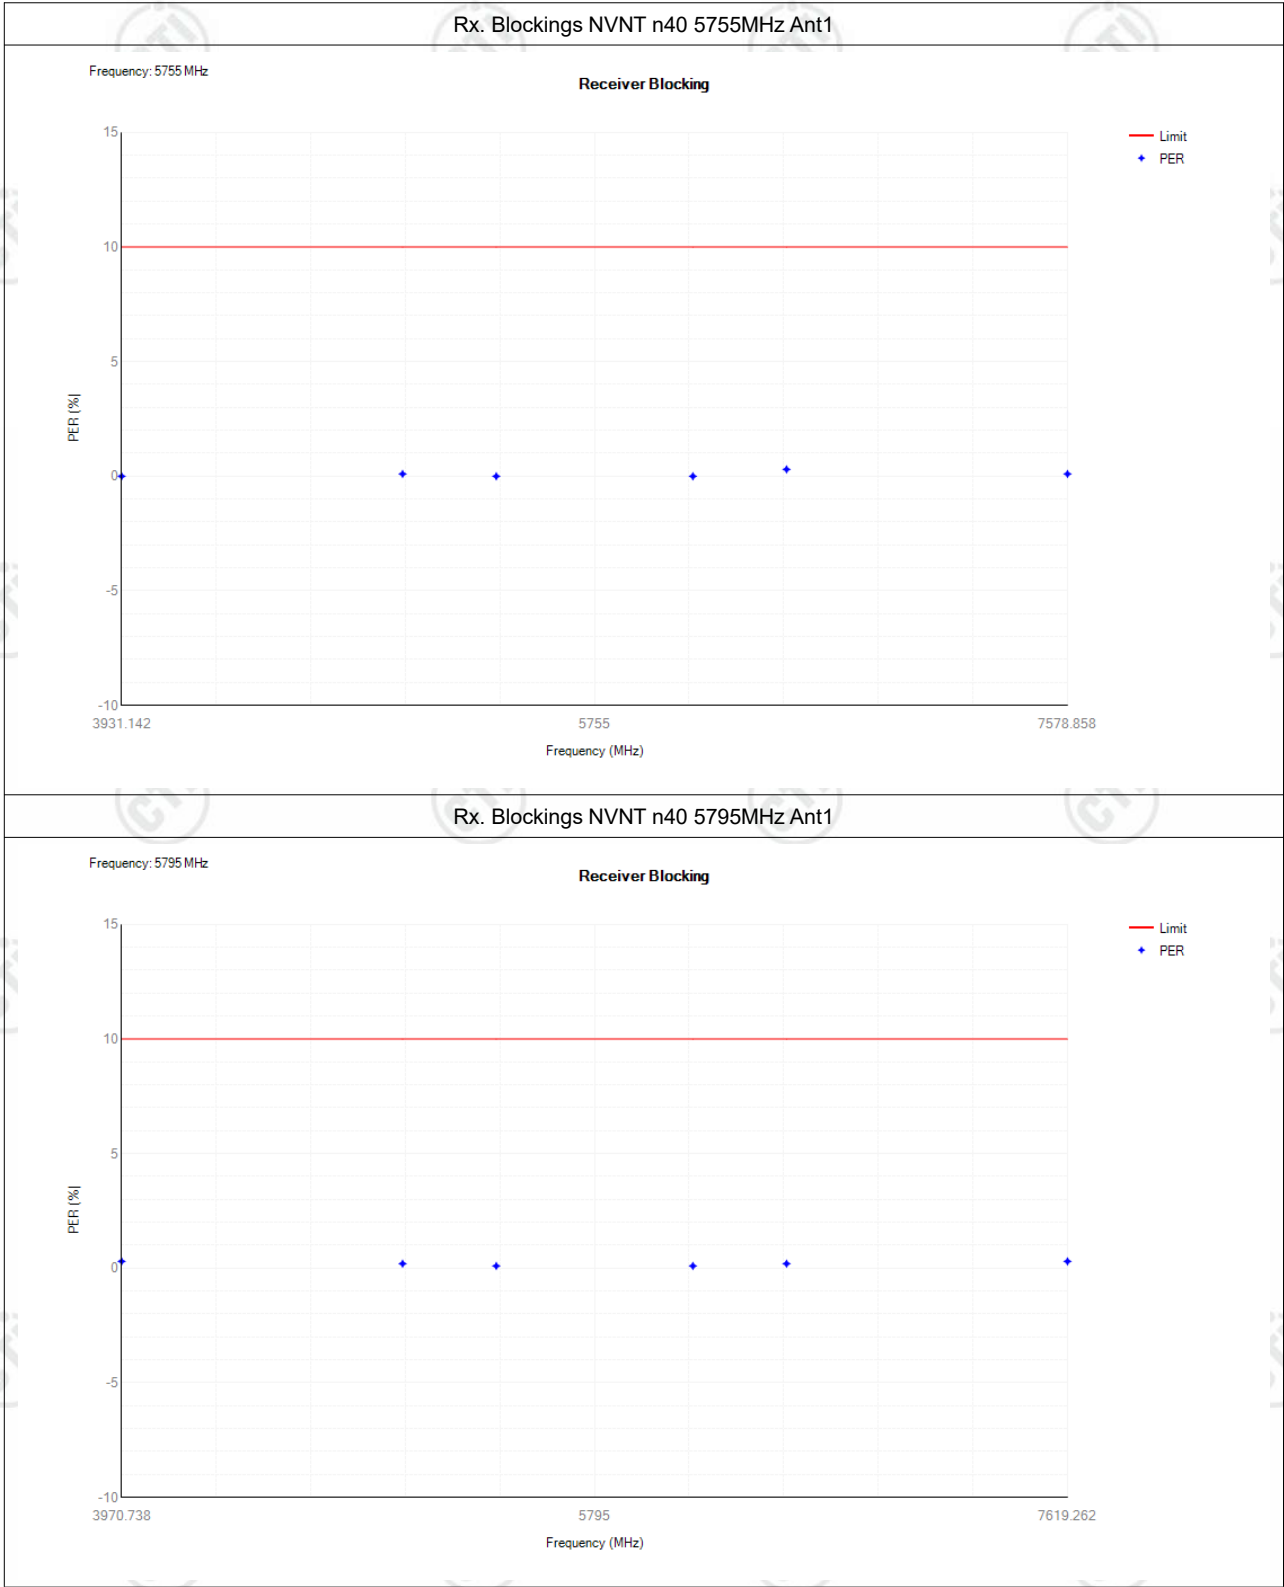 Rx. Blockings NVNT n40 5755MHz Ant1
Frequency: 5755 MHz
Receiver Blocking
15
Limit
PER
10
5
PER (%)
0
-5
-10
3931.142
5755
7578.858
Frequency (MHz)
Rx. Blockings NVNT n40 5795MHz Ant1
Frequency: 5795 MHz
Receiver Blocking
15
Limit
PER
10
5
PER (%)
0
-5
-10
3970.738
5795
7619.262
Frequency (MHz)